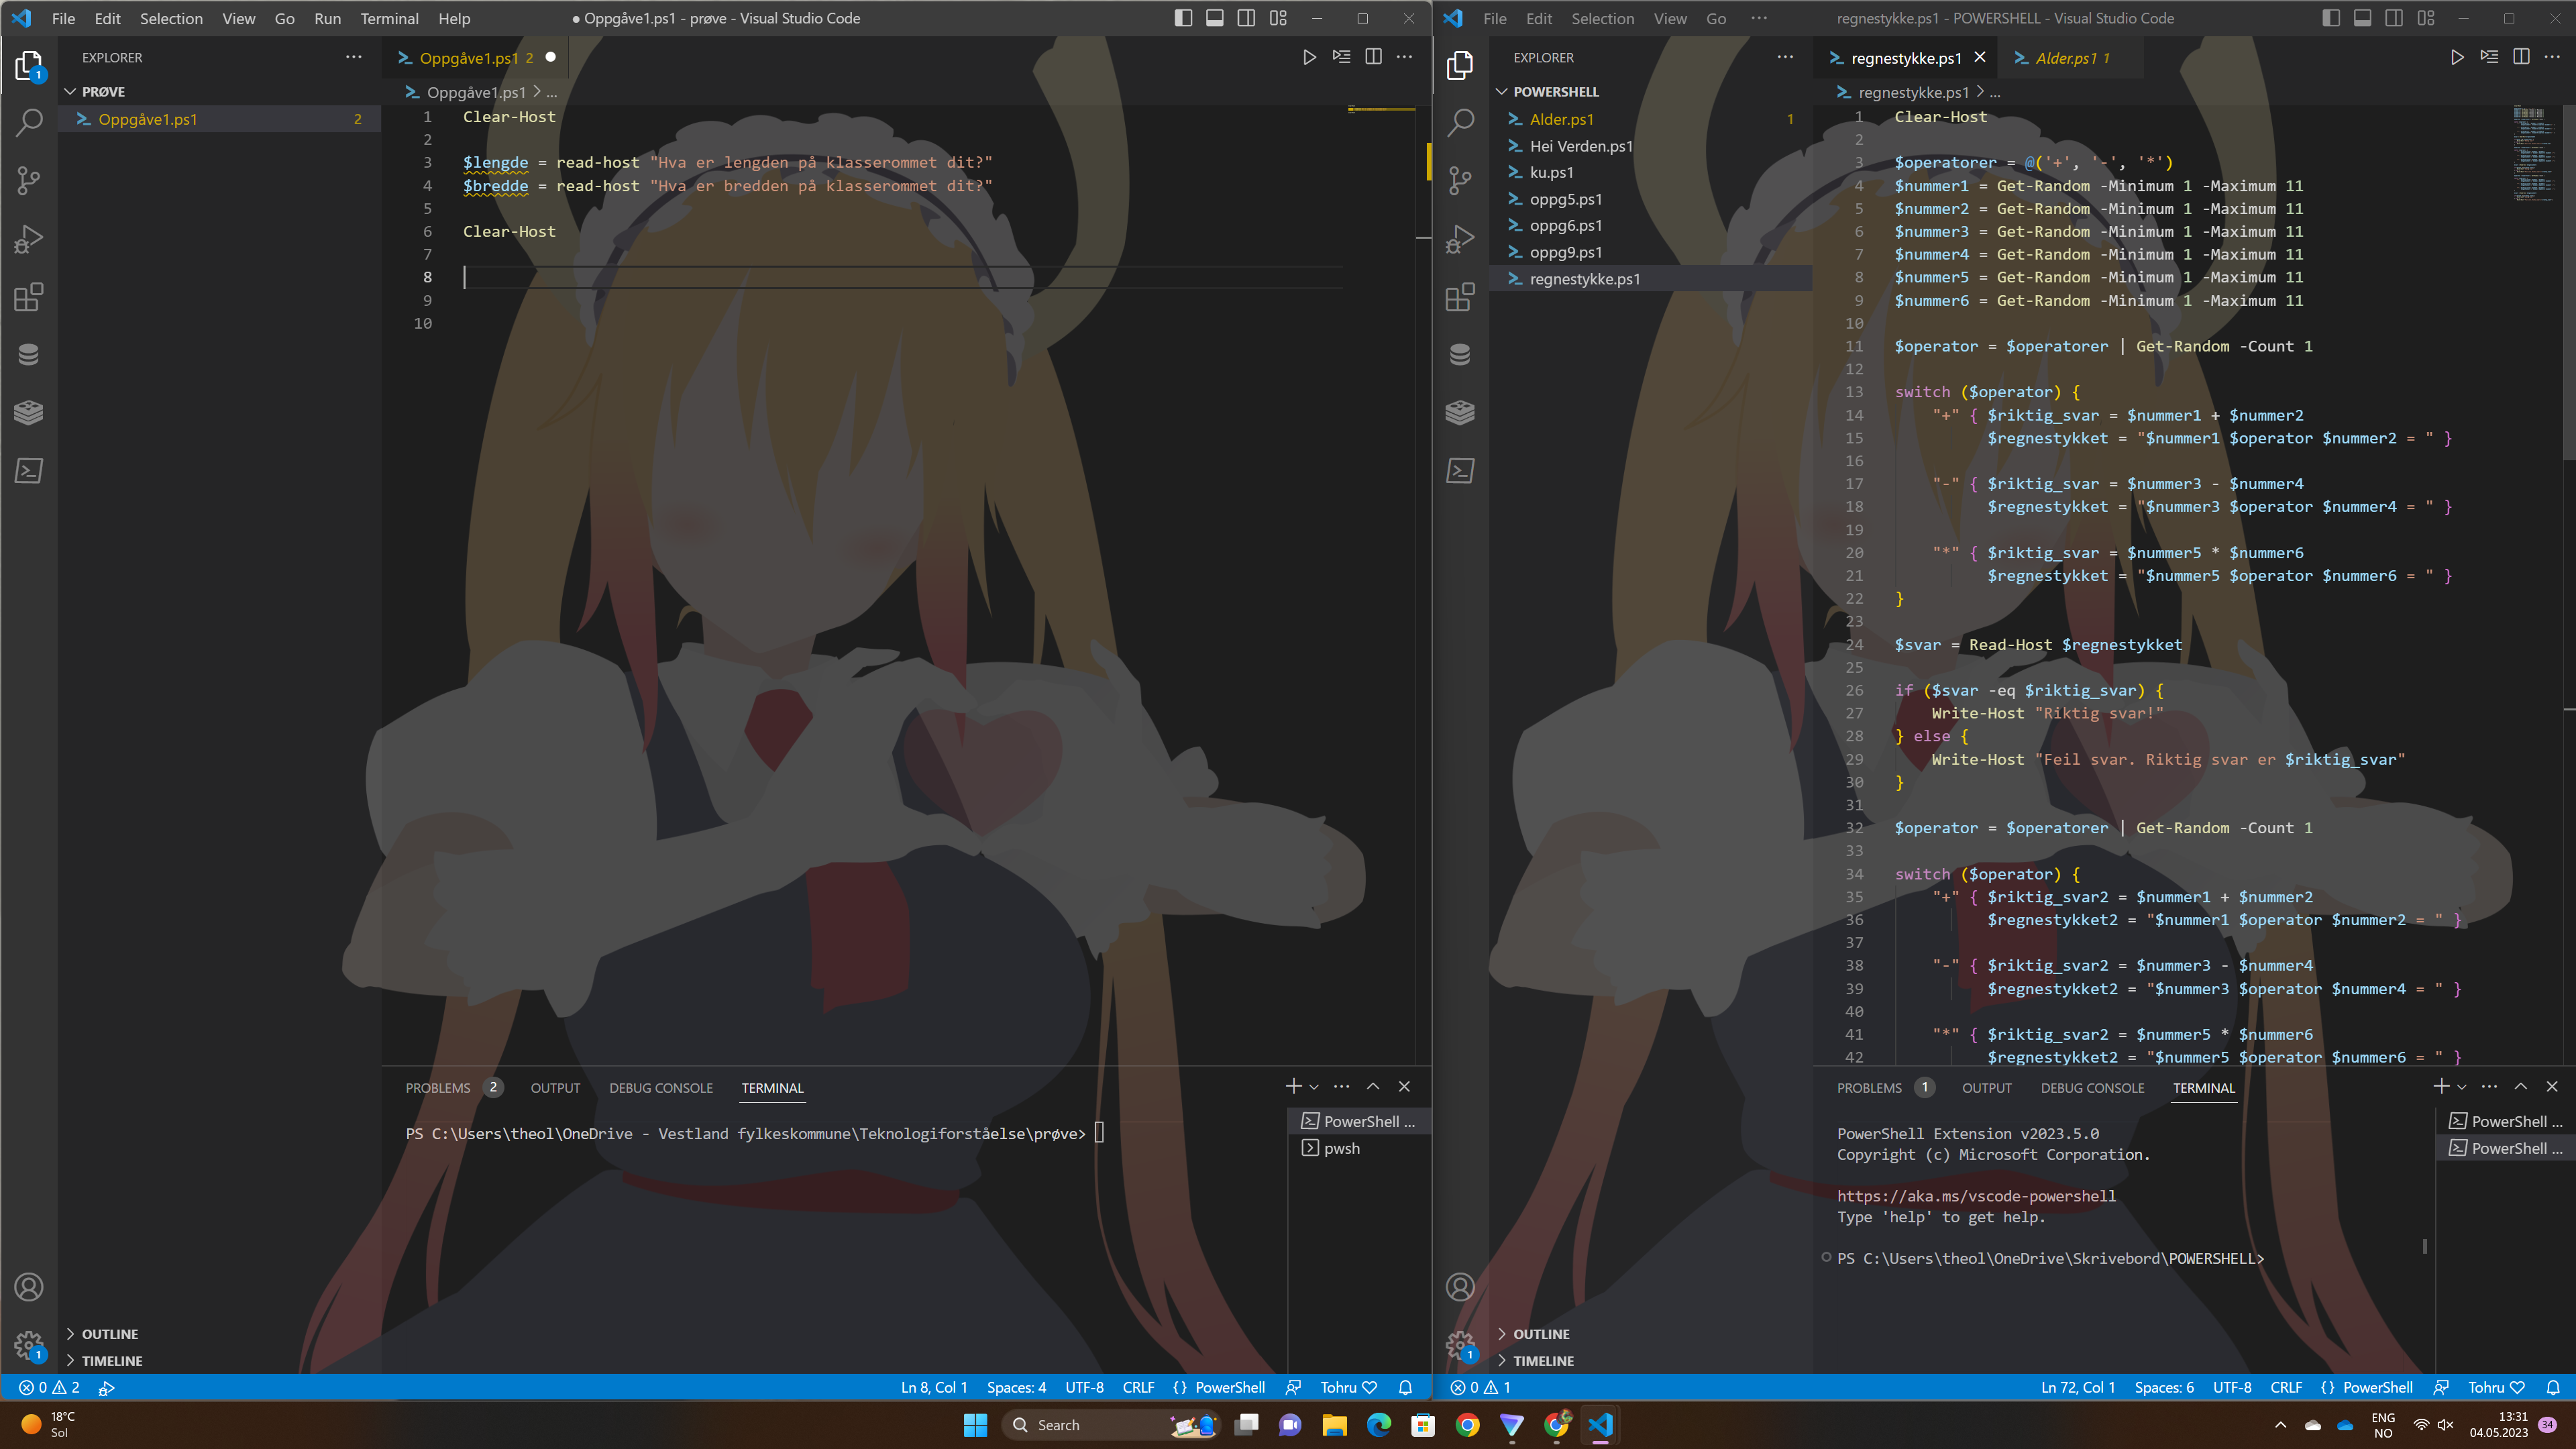 File Edit Selection View Go Run Terminal Help
● Oppgåve1.ps1 - prøve - Visual Studio Code
EXPLORER
PRØVE
Oppgåve1.ps1 2
Oppgåve1.ps1 2
Oppgåve1.ps1 > ...
1 Clear-Host
2
3 $lengde = read-host "Hva er lengden på klasserommet dit?"
4 $bredde = read-host "Hva er bredden på klasserommet dit?"
5
6 Clear-Host
7
8
9
10
PROBLEMS 2 OUTPUT DEBUG CONSOLE TERMINAL
PS C:\Users\theol\OneDrive - Vestland fylkeskommune\Teknologiforståelse\prøve>
PowerShell ...
pwsh
OUTLINE
TIMELINE
0 2 Ln 8, Col 1 Spaces: 4 UTF-8 CRLF {} PowerShell Tohru
File Edit Selection View Go ...
regnestykke.ps1 - POWERSHELL - Visual Studio Code
EXPLORER
POWERSHELL
Alder.ps1 1
Hei Verden.ps1
ku.ps1
oppg5.ps1
oppg6.ps1
oppg9.ps1
regnestykke.ps1
regnestykke.ps1 Alder.ps1 1
regnestykke.ps1 > ...
1 Clear-Host
2
3 $operatorer = @('+', '-', '*')
4 $nummer1 = Get-Random -Minimum 1 -Maximum 11
5 $nummer2 = Get-Random -Minimum 1 -Maximum 11
6 $nummer3 = Get-Random -Minimum 1 -Maximum 11
7 $nummer4 = Get-Random -Minimum 1 -Maximum 11
8 $nummer5 = Get-Random -Minimum 1 -Maximum 11
9 $nummer6 = Get-Random -Minimum 1 -Maximum 11
10
11 $operator = $operatorer | Get-Random -Count 1
12
13 switch ($operator) {
14 "+" { $riktig_svar = $nummer1 + $nummer2
15 $regnestykket = "$nummer1 $operator $nummer2 = " }
16
17 "-" { $riktig_svar = $nummer3 - $nummer4
18 $regnestykket = "$nummer3 $operator $nummer4 = " }
19
20 "*" { $riktig_svar = $nummer5 * $nummer6
21 $regnestykket = "$nummer5 $operator $nummer6 = " }
22 }
23
24 $svar = Read-Host $regnestykket
25
26 if ($svar -eq $riktig_svar) {
27 Write-Host "Riktig svar!"
28 } else {
29 Write-Host "Feil svar. Riktig svar er $riktig_svar"
30 }
31
32 $operator = $operatorer | Get-Random -Count 1
33
34 switch ($operator) {
35 "+" { $riktig_svar2 = $nummer1 + $nummer2
36 $regnestykket2 = "$nummer1 $operator $nummer2 = " }
37
38 "-" { $riktig_svar2 = $nummer3 - $nummer4
39 $regnestykket2 = "$nummer3 $operator $nummer4 = " }
40
41 "*" { $riktig_svar2 = $nummer5 * $nummer6
42 $regnestykket2 = "$nummer5 $operator $nummer6 = " }
PROBLEMS 1 OUTPUT DEBUG CONSOLE TERMINAL
PowerShell Extension v2023.5.0
Copyright (c) Microsoft Corporation.
https://aka.ms/vscode-powershell
Type 'help' to get help.
PS C:\Users\theol\OneDrive\Skrivebord\POWERSHELL>
PowerShell ...
PowerShell ...
OUTLINE
TIMELINE
0 1 Ln 72, Col 1 Spaces: 6 UTF-8 CRLF {} PowerShell Tohru
18°C
Sol
Search
ENG
NO
13:31
04.05.2023
34